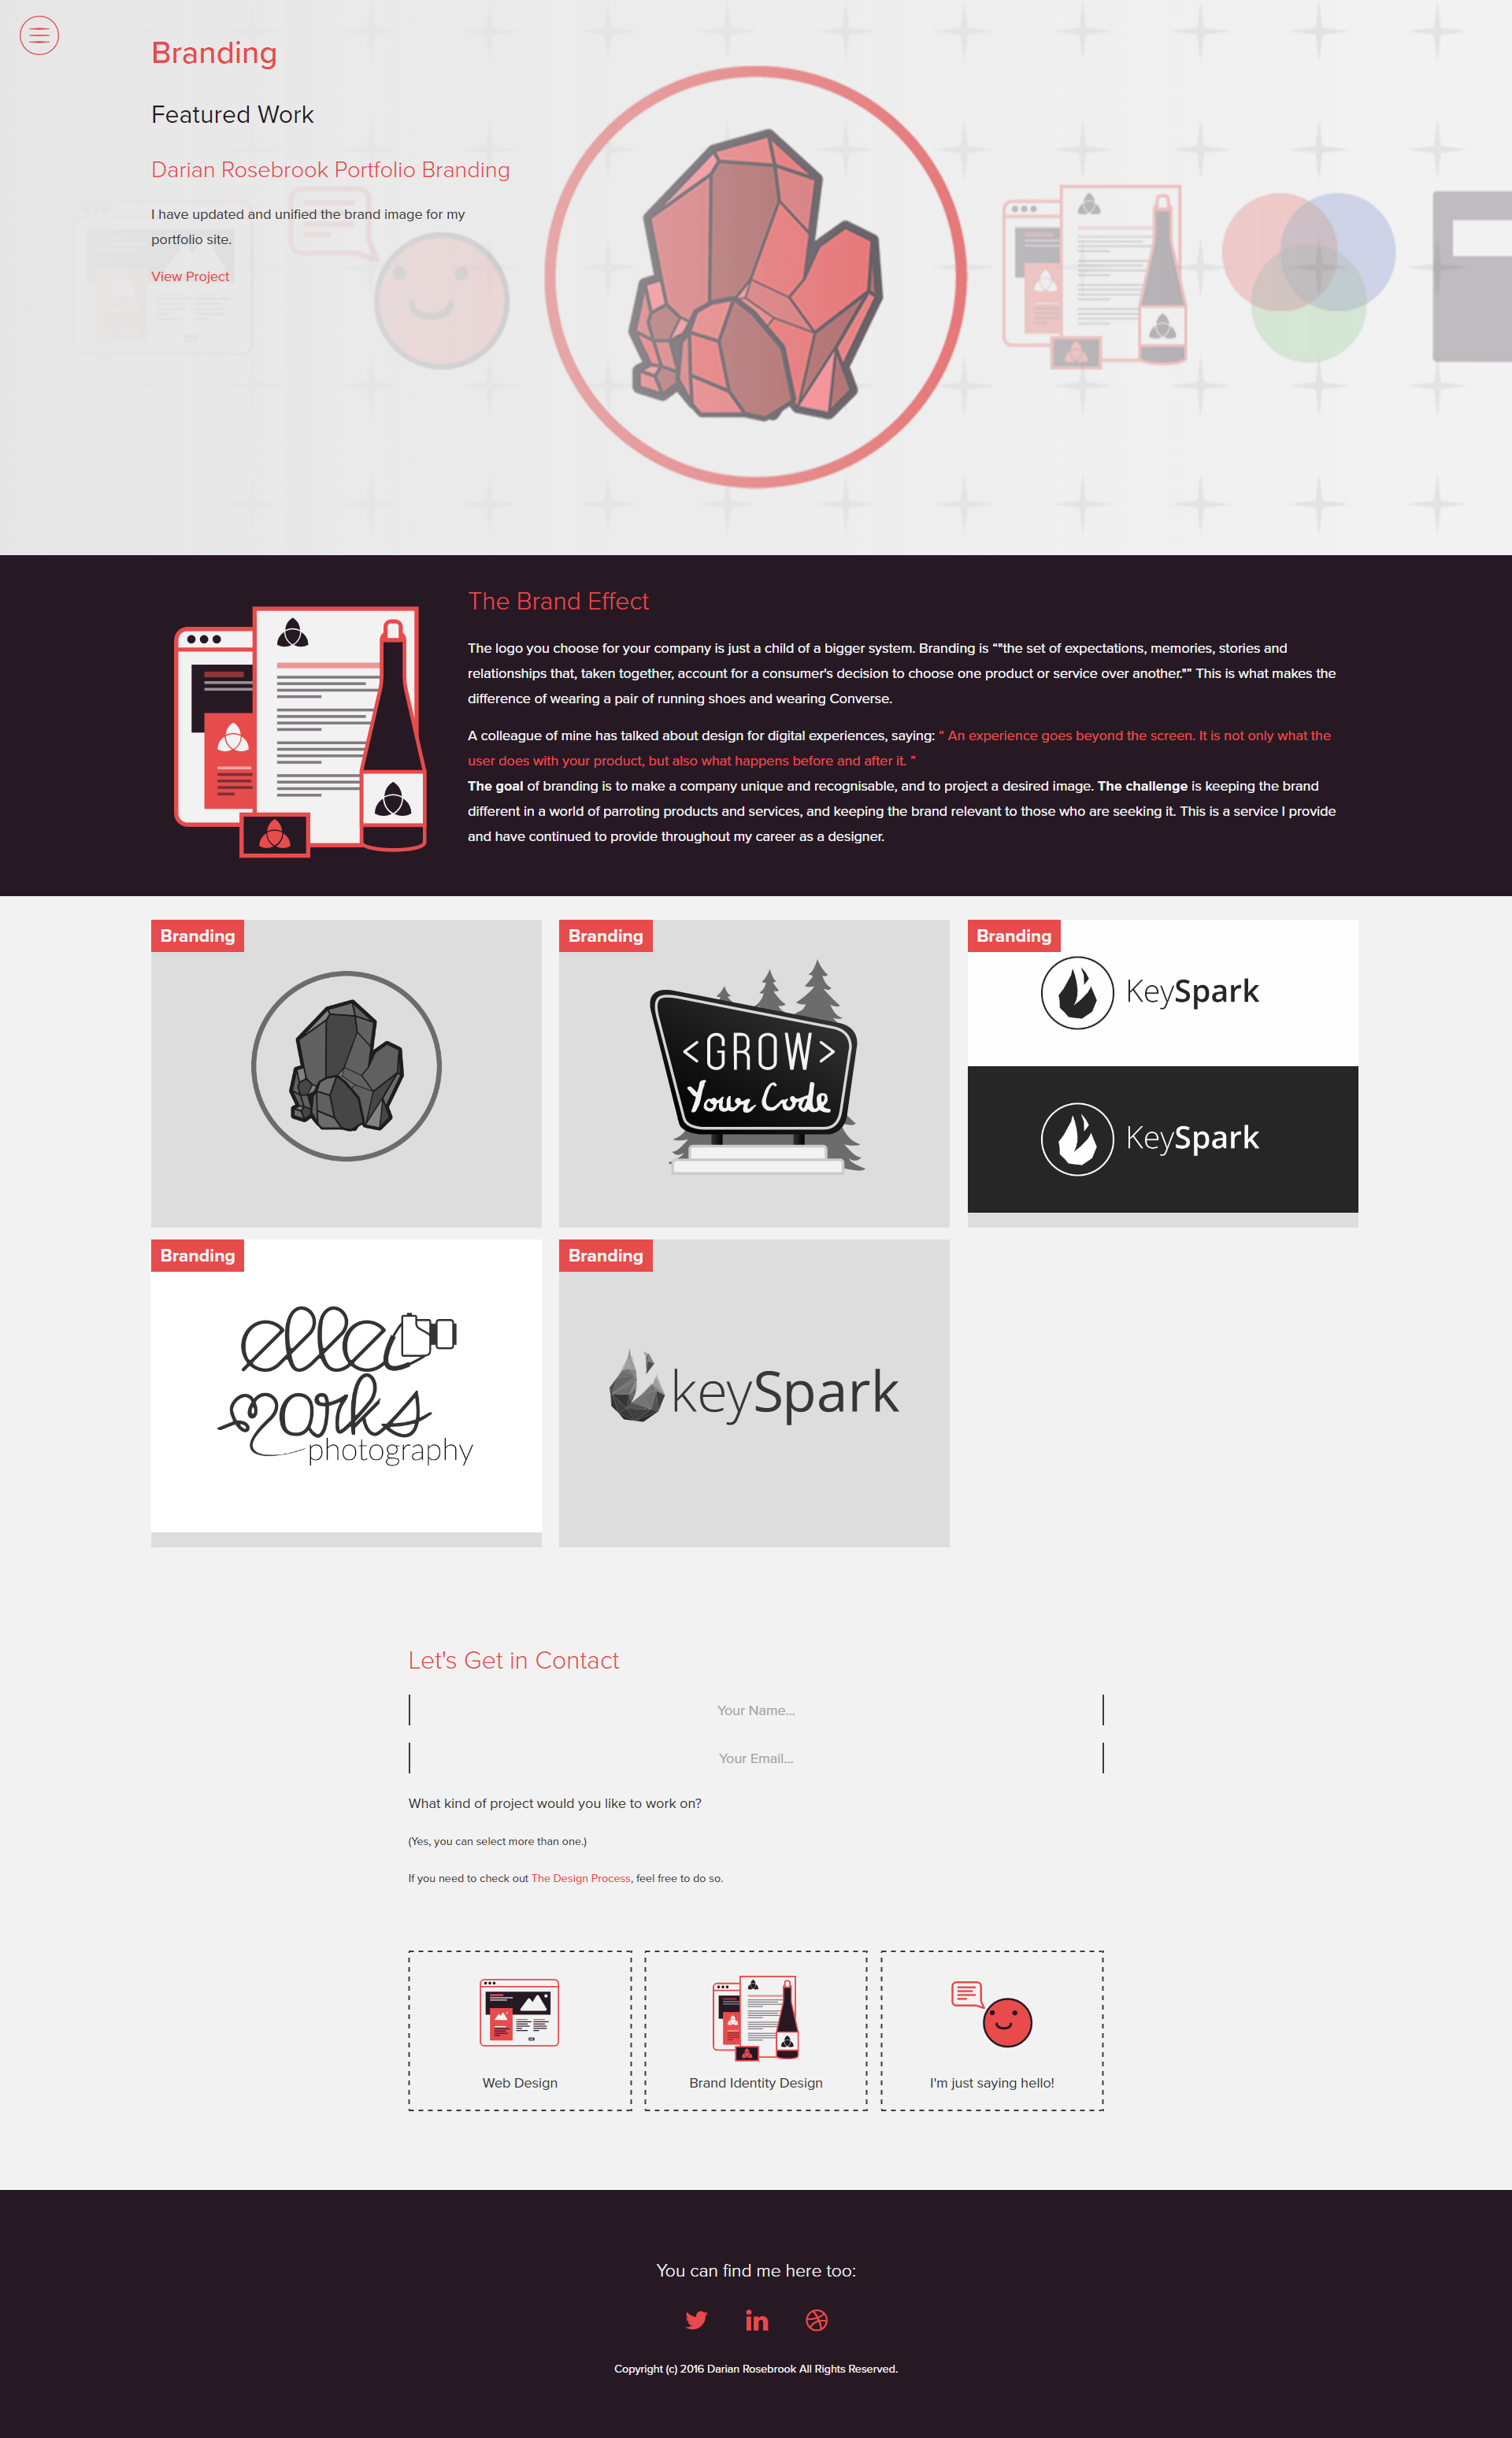 Branding
Featured Work
Darian Rosebrook Portfolio Branding
I have updated and unified the brand image for my
portfolio site.
View Project
The Brand Effect
The logo you choose for your company is just a child of a bigger system. Branding is “"the set of expectations, memories, stories and
relationships that, taken together, account for a consumer's decision to choose one product or service over another."” This is what makes the
difference of wearing a pair of running shoes and wearing Converse.
A colleague of mine has talked about design for digital experiences, saying: “ An experience goes beyond the screen. It is not only what the
user does with your product, but also what happens before and after it. ”
The goal of branding is to make a company unique and recognisable, and to project a desired image. The challenge is keeping the brand
different in a world of parroting products and services, and keeping the brand relevant to those who are seeking it. This is a service I provide
and have continued to provide throughout my career as a designer.
Branding
Branding
<GROW>
Your Code
Branding
KeySpark
KeySpark
Branding
elle
marks
photography
Branding
keySpark
Let's Get in Contact
Your Name...
Your Email...
What kind of project would you like to work on?
(Yes, you can select more than one.)
If you need to check out The Design Process, feel free to do so.
Web Design
Brand Identity Design
I'm just saying hello!
You can find me here too:
in
Copyright (c) 2016 Darian Rosebrook All Rights Reserved.